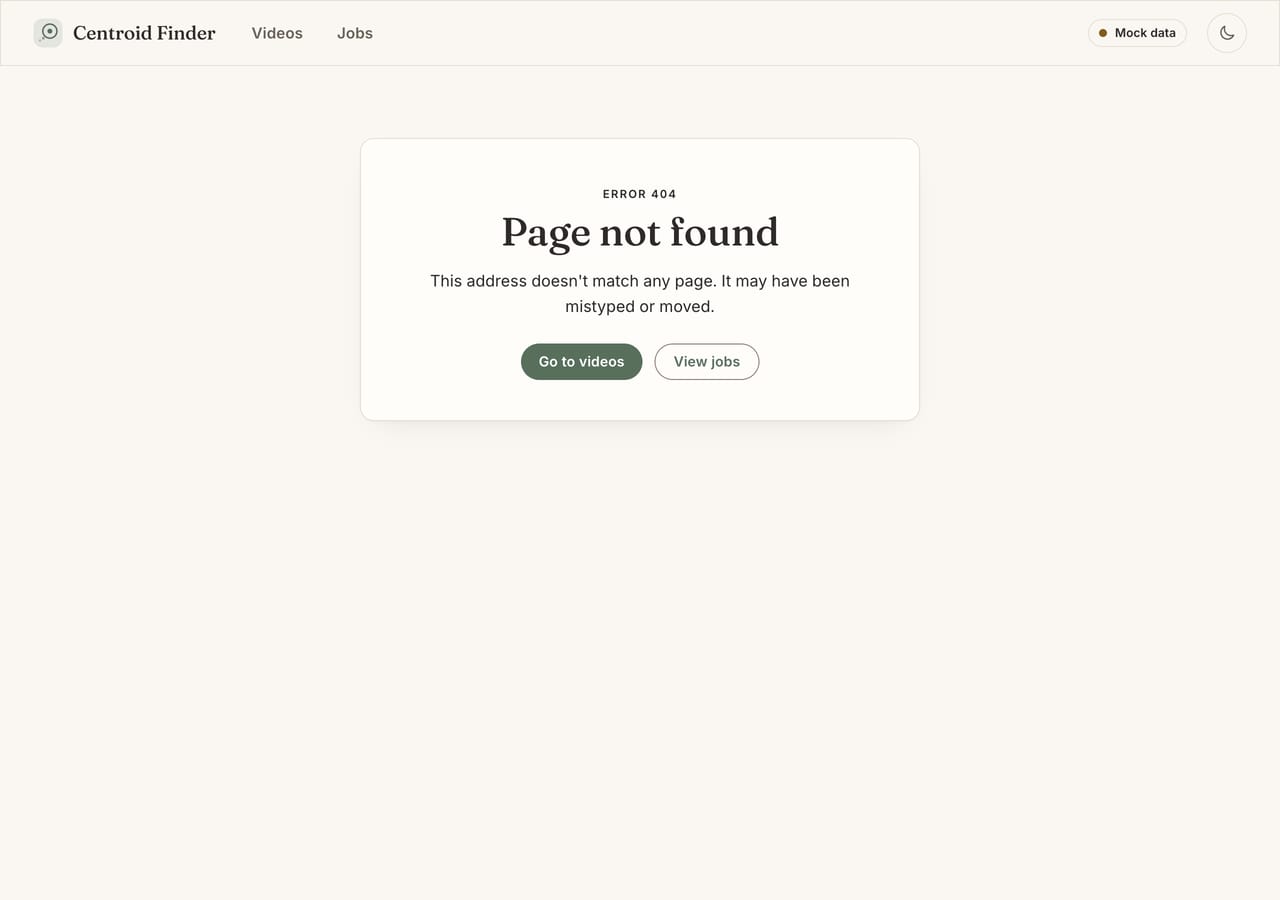 Centroid Finder
Videos
Jobs
Mock data
ERROR 404
Page not found
This address doesn't match any page. It may have been
mistyped or moved.
Go to videos
View jobs